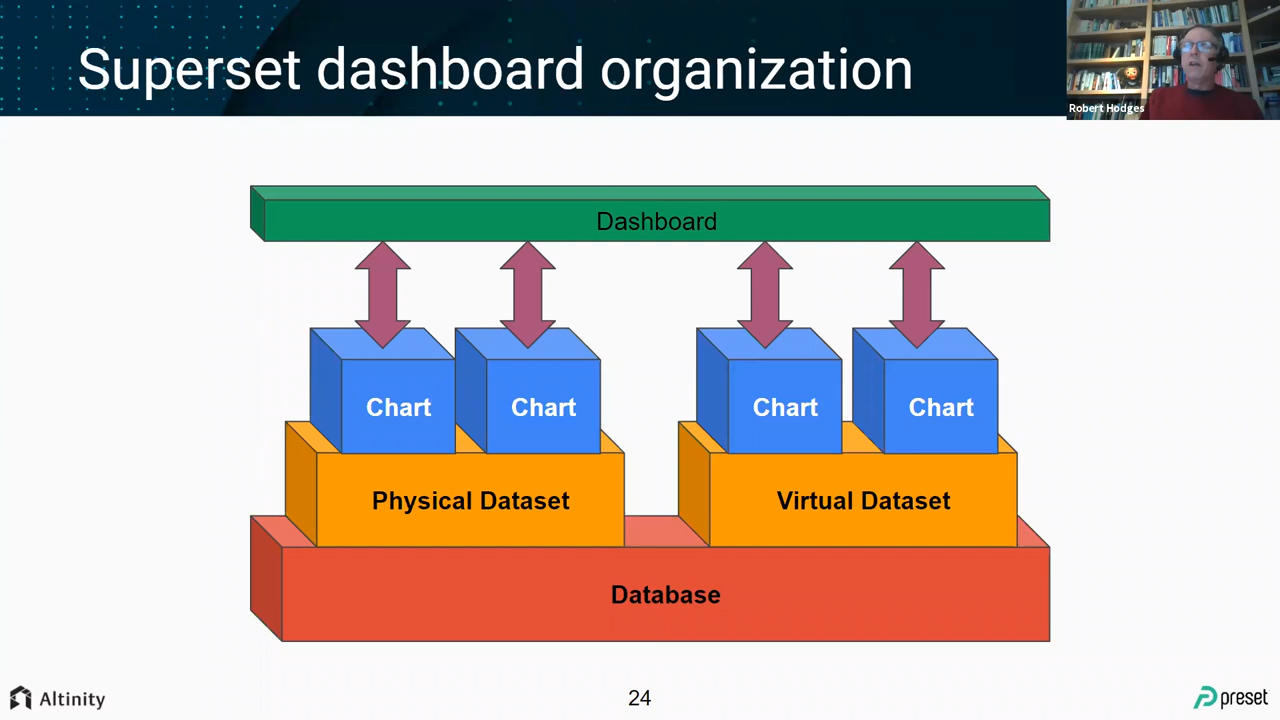 Superset dashboard organization
Robert Hodges
Dashboard
Chart
Chart
Chart
Chart
Physical Dataset
Virtual Dataset
Database
Altinity
24
preset